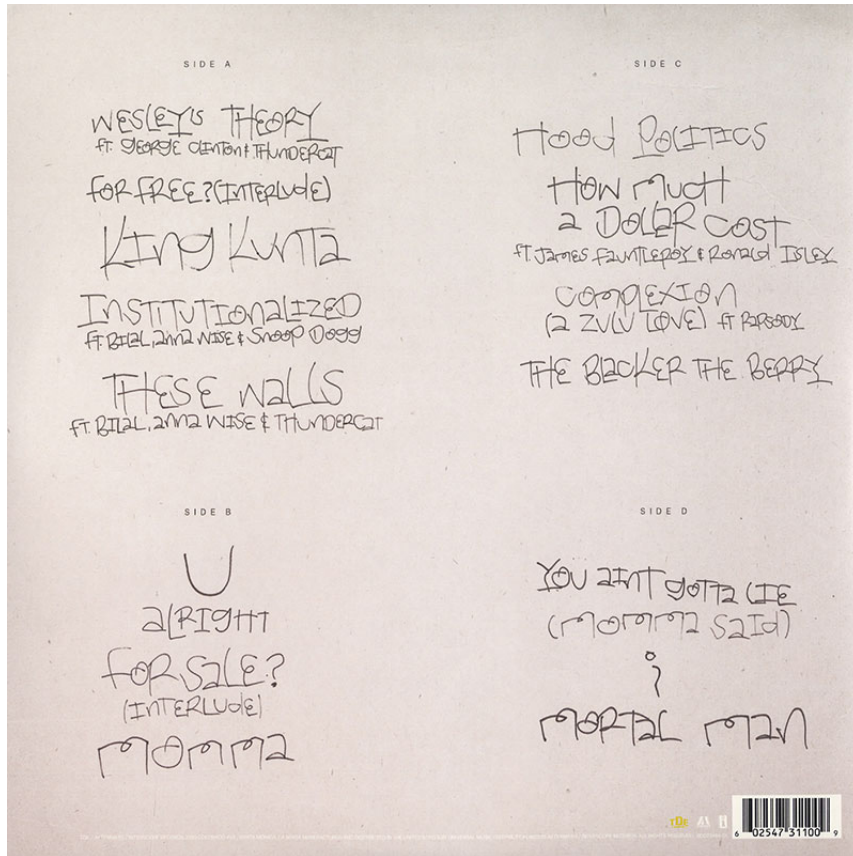 SIDE A
WESLEY'S THEORY
FT. GEORGE CLINTON & THUNDERCAT
FOR FREE? (INTERLUDE)
KING KUNTA
INSTITUTIONALIZED
FT. BILAL, ANNA WISE & SNOOP DOGG
THESE WALLS
FT. BILAL, ANNA WISE & THUNDERCAT
SIDE B
U
ALRIGHT
FOR SALE?
(INTERLUDE)
MOMMA
SIDE C
HOOD POLITICS
HOW MUCH
A DOLLAR COST
FT. JAMES FAUNTLEROY & RONALD ISLEY
COMPLEXION
(A ZULU LOVE) FT RAPSODY
THE BLACKER THE BERRY
SIDE D
YOU AINT GOTTA LIE
(MOMMA SAID)
i
MORTAL MAN
TDE
6 02547 31100 9